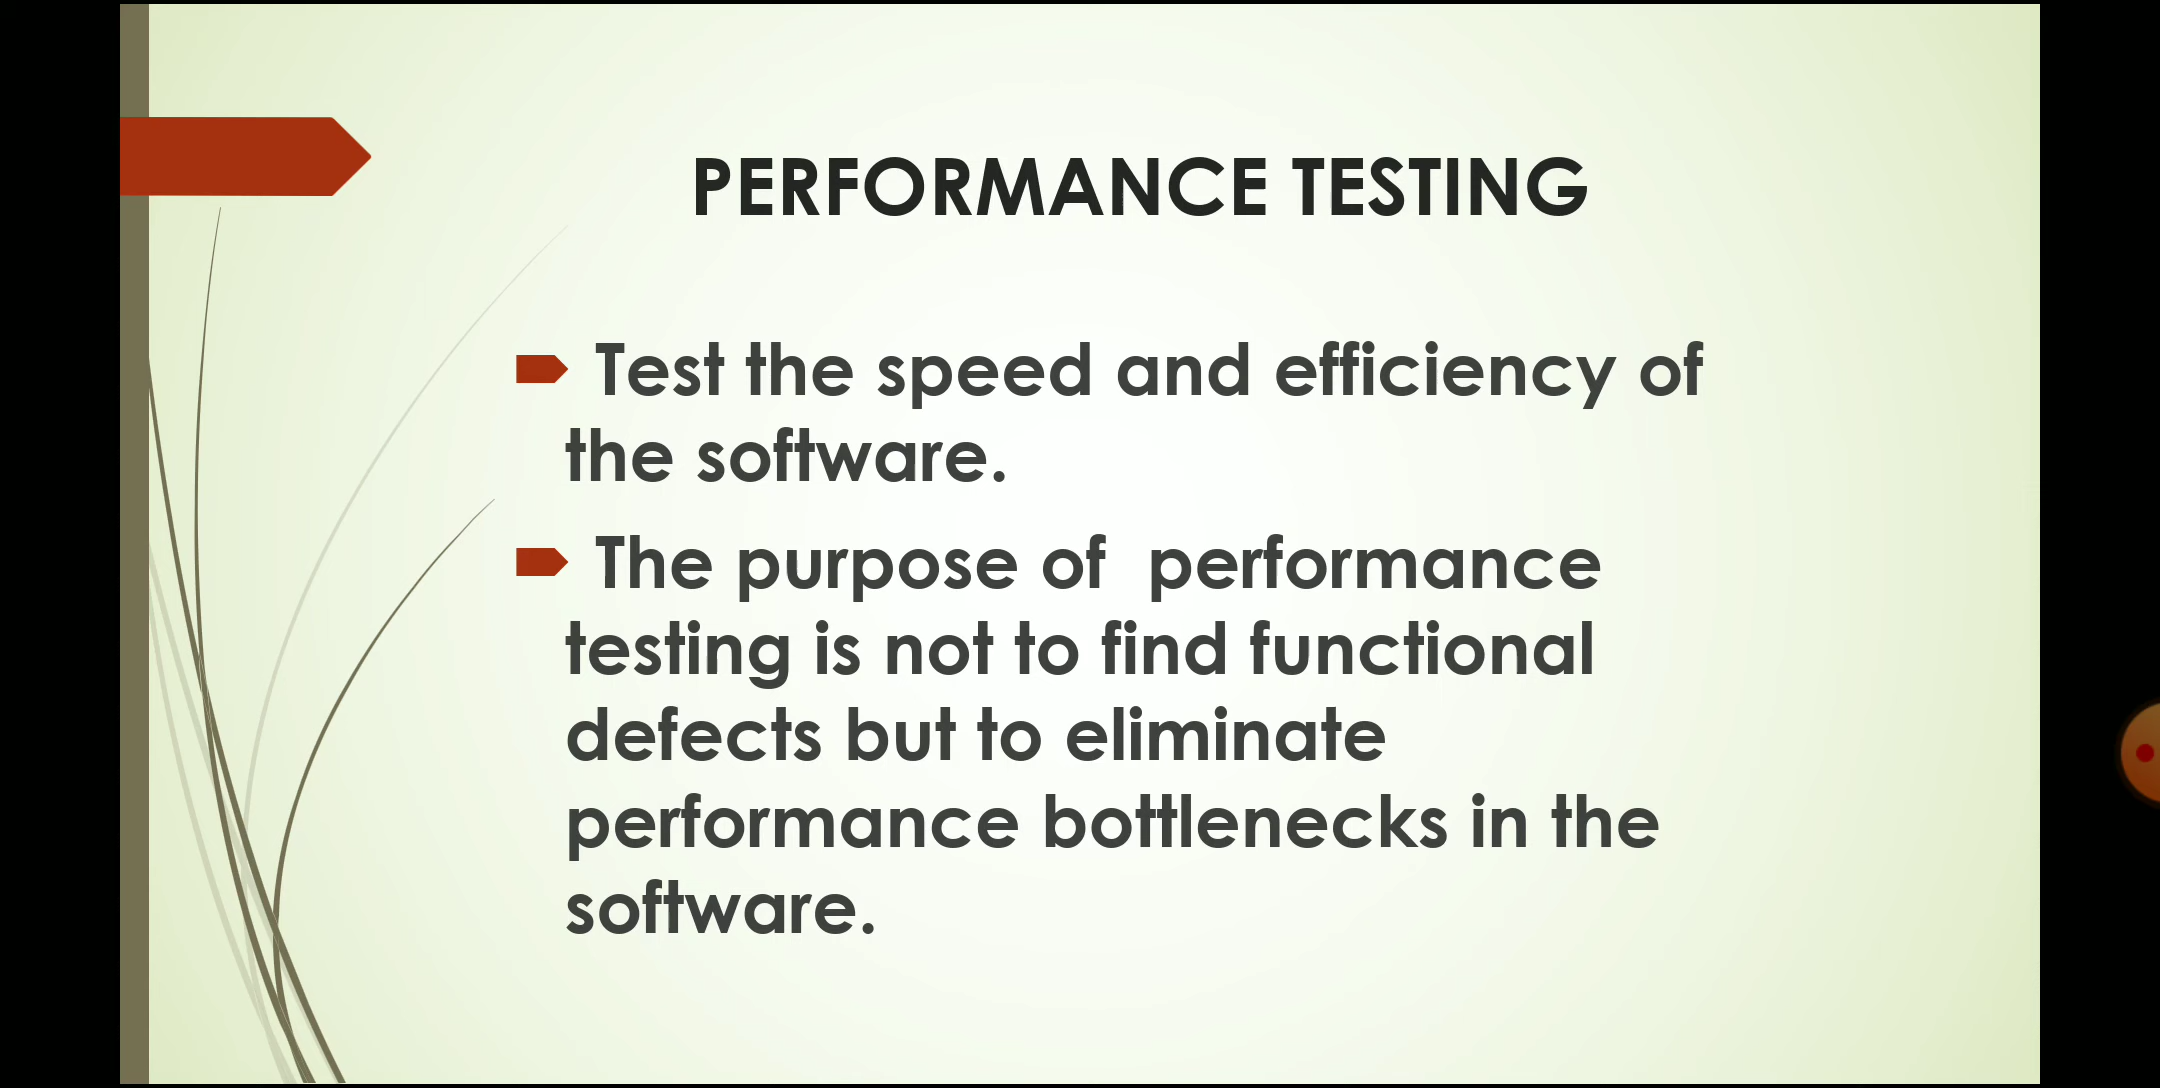 PERFORMANCE TESTING
Test the speed and efficiency of
the software.
The purpose of  performance
testing is not to find functional
defects but to eliminate
performance bottlenecks in the
software.